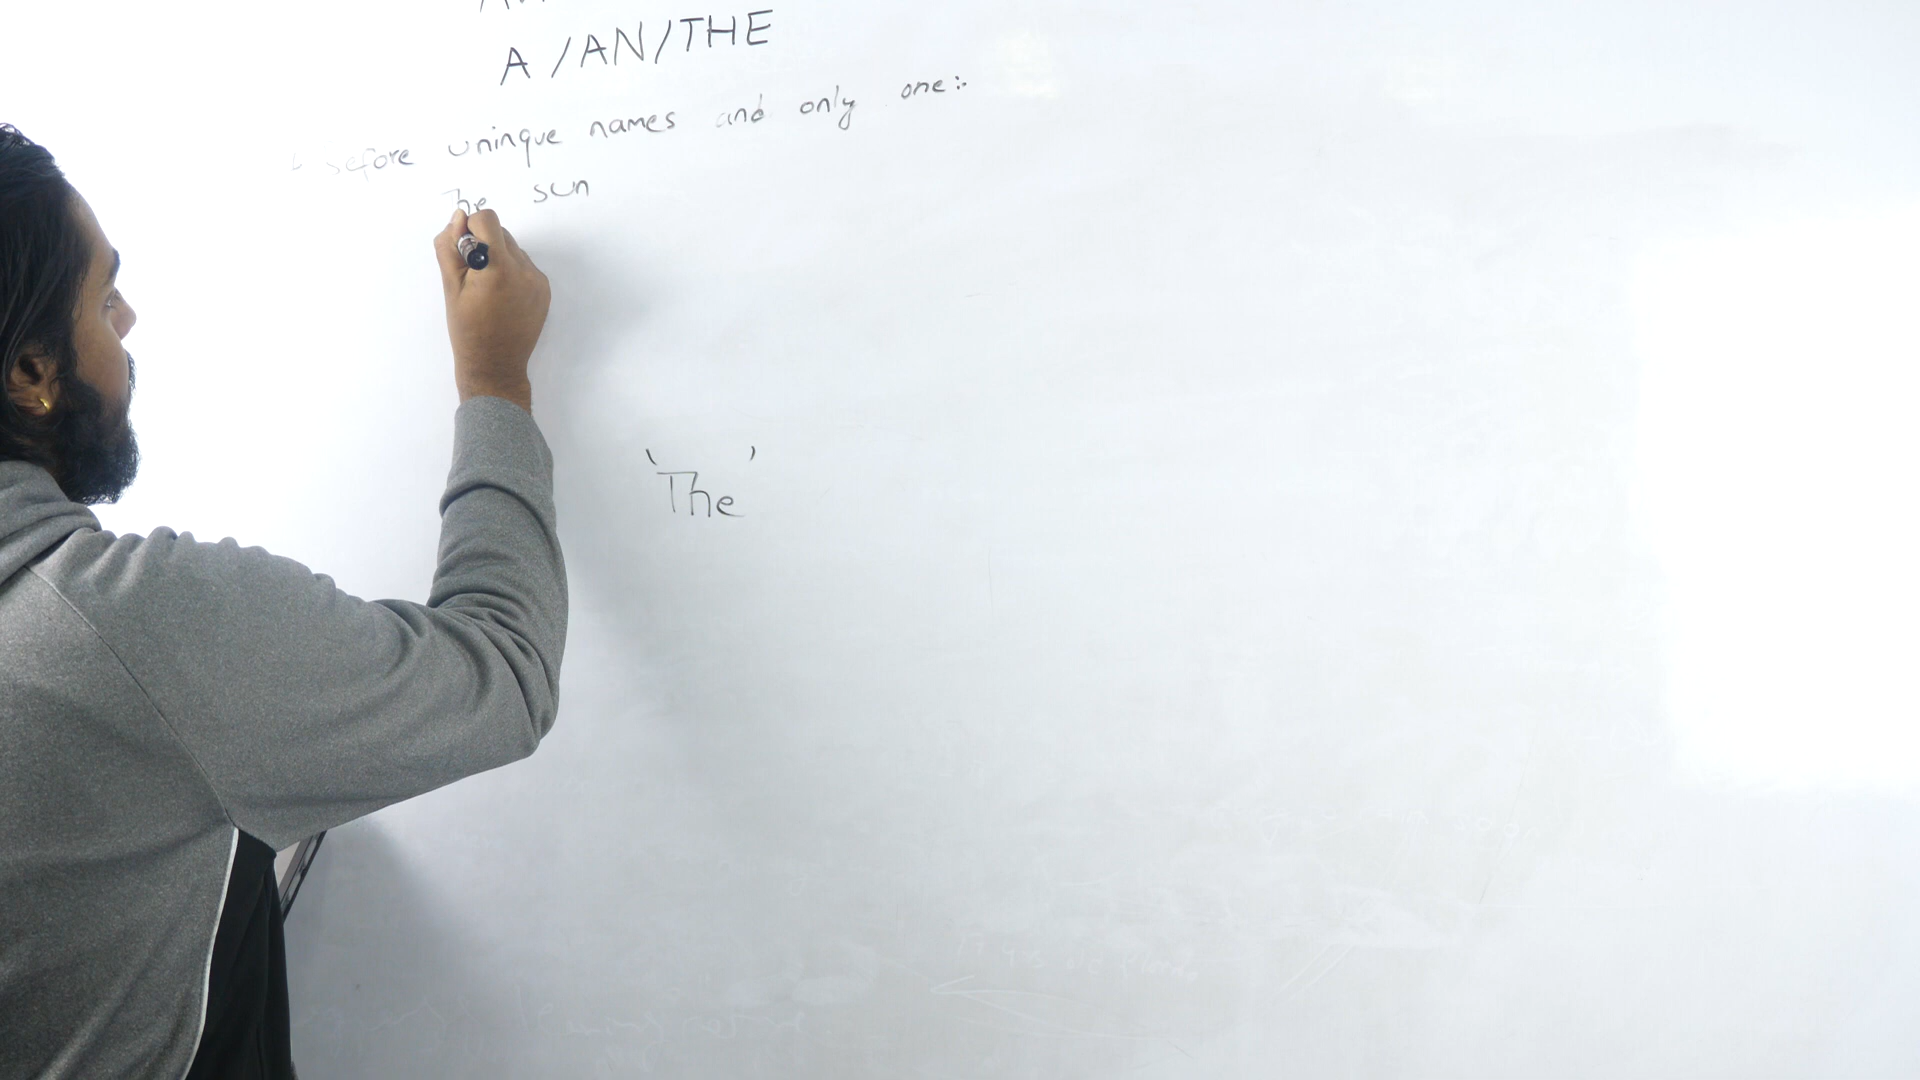 A/AN/THE
before uninque names and only one:-
The sun
'The'